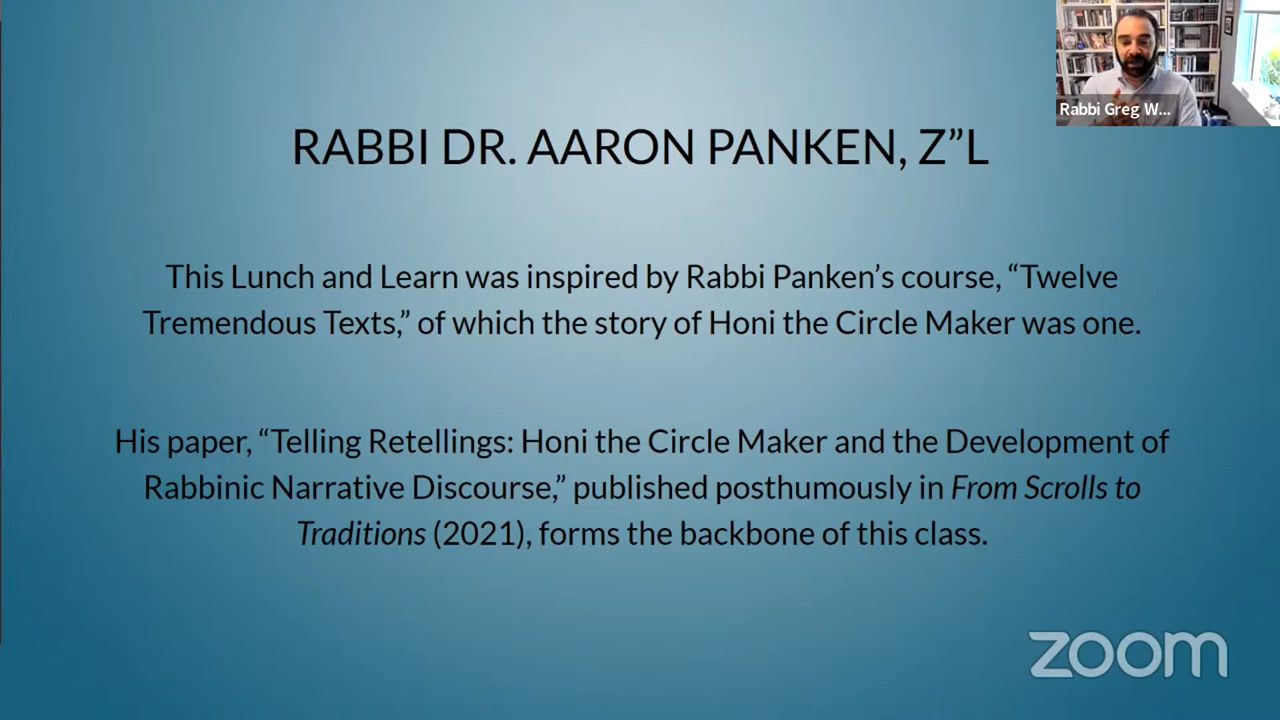 Rabbi Greg W...
RABBI DR. AARON PANKEN, Z”L
This Lunch and Learn was inspired by Rabbi Panken’s course, “Twelve
Tremendous Texts,” of which the story of Honi the Circle Maker was one.
His paper, “Telling Retellings: Honi the Circle Maker and the Development of
Rabbinic Narrative Discourse,” published posthumously in From Scrolls to
Traditions (2021), forms the backbone of this class.
zoom